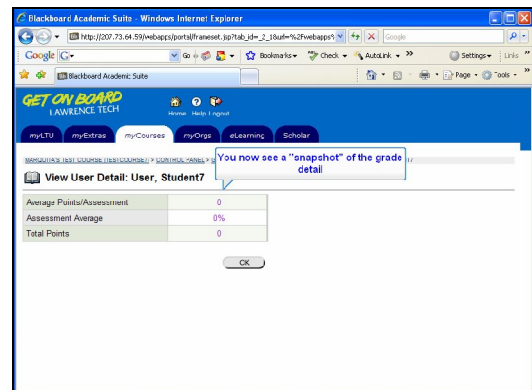 Blackboard Academic Suite - Windows Internet Explorer
http://207.73.64.59/webapps/portal/frameset.jsp?tab_id=_2_1&url=%2Fwebapps%
Google
Google G Go Bookmarks Check AutoLink >> Settings Links »
Blackboard Academic Suite Page Tools »
GET ON BOARD
LAWRENCE TECH
Home Help Logout
myLTU myExtras myCourses myOrgs eLearning Scholar
MARQUITA'S TEST COURSE (TESTCOURSE7) > CONTROL PANEL >
You now see a "snapshot" of the grade
detail
View User Detail: User, Student7
Average Points/Assessment 0
Assessment Average 0%
Total Points 0
OK